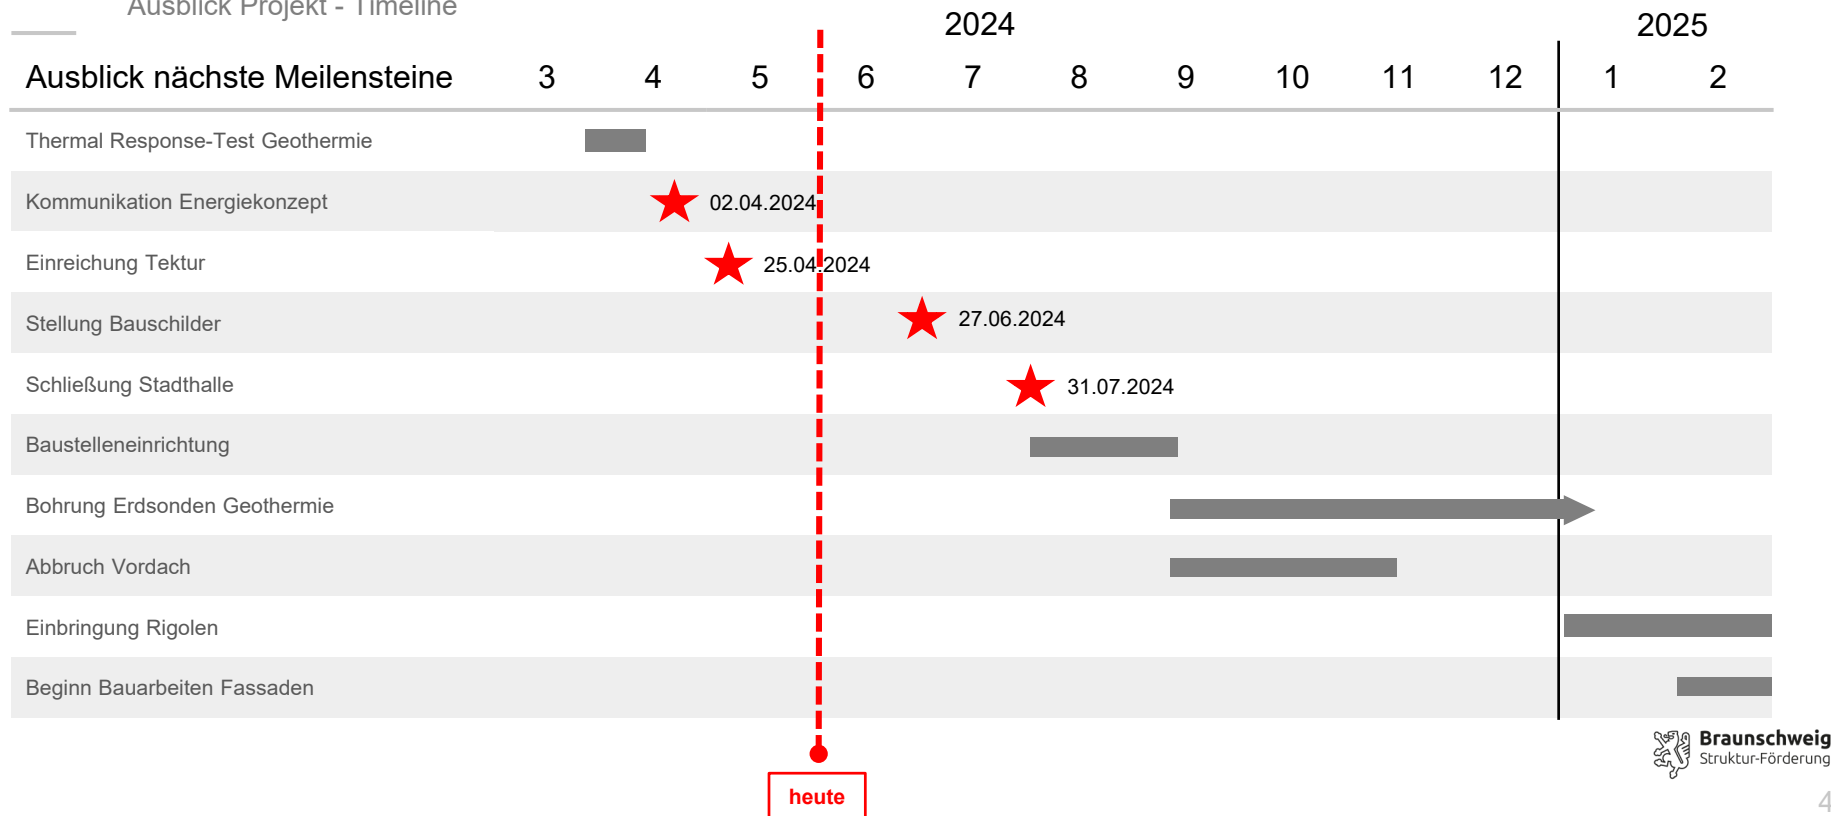 Ausblick Projekt - Timeline
2024 2025
Ausblick nächste Meilensteine 3 4 5 6 7 8 9 10 11 12 1 2
Thermal Response-Test Geothermie
Kommunikation Energiekonzept 02.04.2024
Einreichung Tektur 25.04.2024
Stellung Bauschilder 27.06.2024
Schließung Stadthalle 31.07.2024
Baustelleneinrichtung
Bohrung Erdsonden Geothermie
Abbruch Vordach
Einbringung Rigolen
Beginn Bauarbeiten Fassaden
Braunschweig
Struktur-Förderung
heute
4